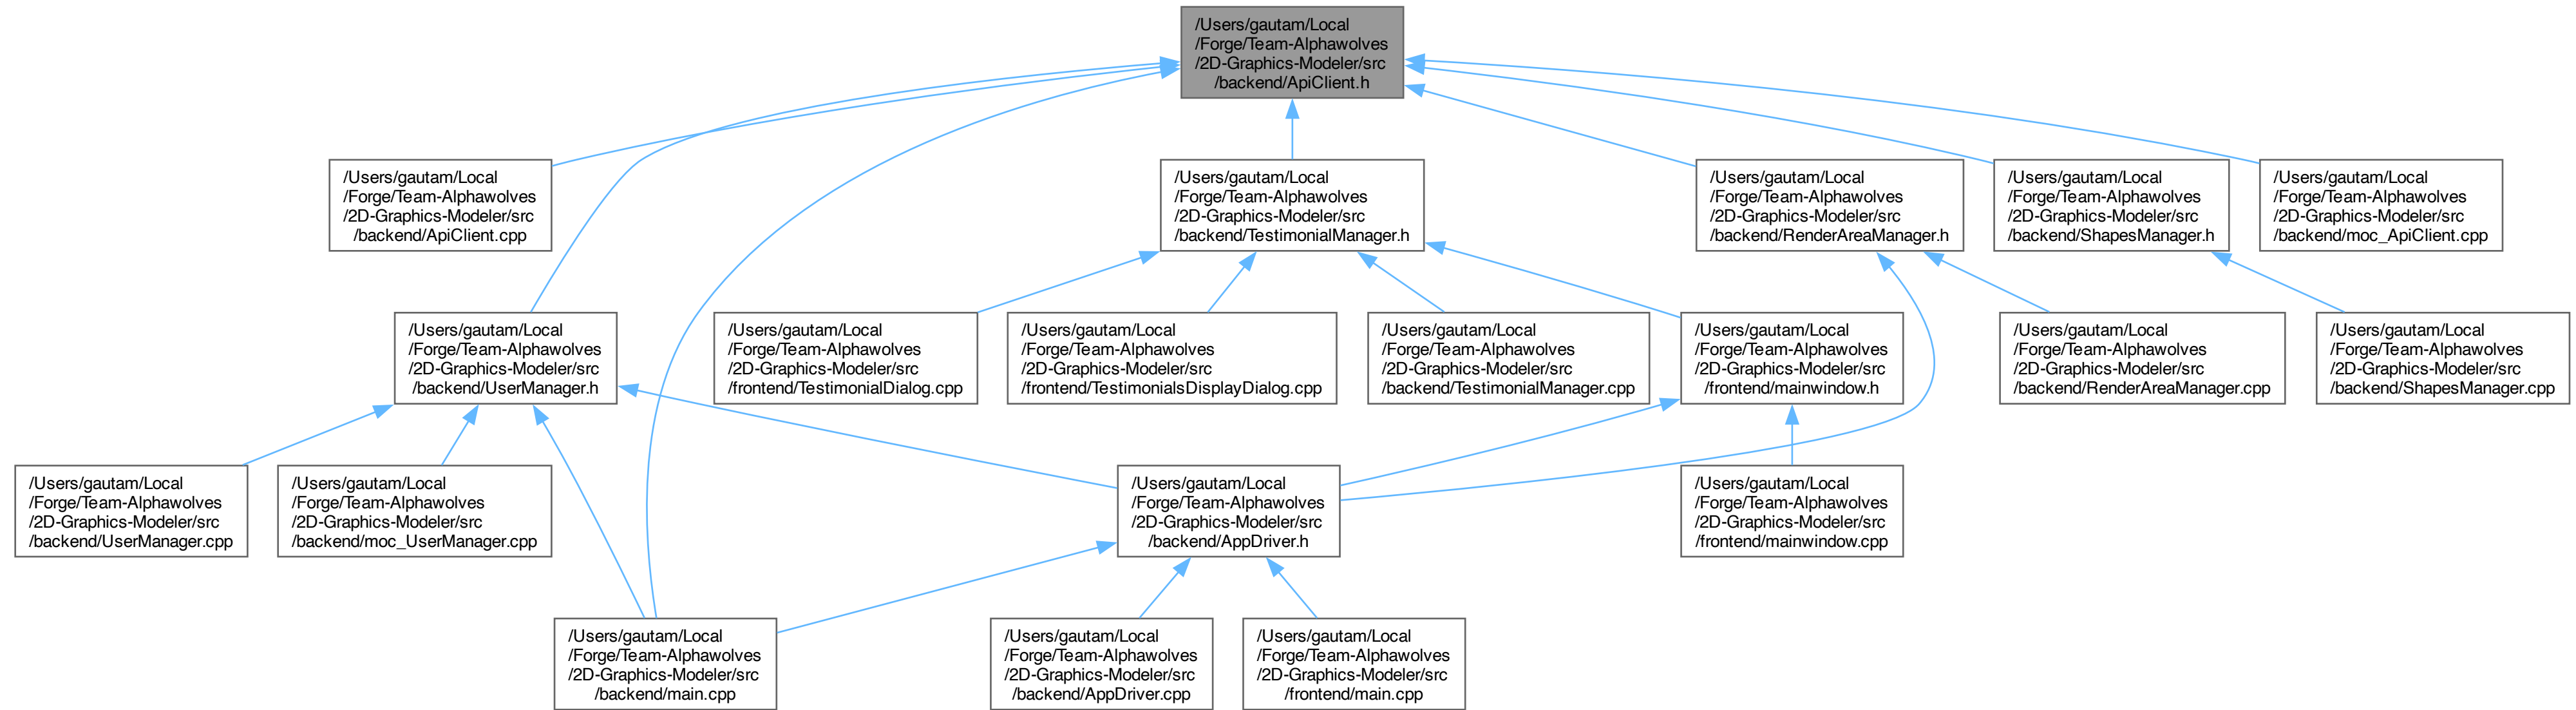 /Users/gautam/Local
/Forge/Team-Alphawolves
/2D-Graphics-Modeler/src
/backend/ApiClient.h
/Users/gautam/Local
/Forge/Team-Alphawolves
/2D-Graphics-Modeler/src
/backend/ApiClient.cpp
/Users/gautam/Local
/Forge/Team-Alphawolves
/2D-Graphics-Modeler/src
/backend/TestimonialManager.h
/Users/gautam/Local
/Forge/Team-Alphawolves
/2D-Graphics-Modeler/src
/backend/RenderAreaManager.h
/Users/gautam/Local
/Forge/Team-Alphawolves
/2D-Graphics-Modeler/src
/backend/ShapesManager.h
/Users/gautam/Local
/Forge/Team-Alphawolves
/2D-Graphics-Modeler/src
/backend/moc_ApiClient.cpp
/Users/gautam/Local
/Forge/Team-Alphawolves
/2D-Graphics-Modeler/src
/backend/UserManager.h
/Users/gautam/Local
/Forge/Team-Alphawolves
/2D-Graphics-Modeler/src
/frontend/TestimonialDialog.cpp
/Users/gautam/Local
/Forge/Team-Alphawolves
/2D-Graphics-Modeler/src
/frontend/TestimonialsDisplayDialog.cpp
/Users/gautam/Local
/Forge/Team-Alphawolves
/2D-Graphics-Modeler/src
/backend/TestimonialManager.cpp
/Users/gautam/Local
/Forge/Team-Alphawolves
/2D-Graphics-Modeler/src
/frontend/mainwindow.h
/Users/gautam/Local
/Forge/Team-Alphawolves
/2D-Graphics-Modeler/src
/backend/RenderAreaManager.cpp
/Users/gautam/Local
/Forge/Team-Alphawolves
/2D-Graphics-Modeler/src
/backend/ShapesManager.cpp
/Users/gautam/Local
/Forge/Team-Alphawolves
/2D-Graphics-Modeler/src
/backend/UserManager.cpp
/Users/gautam/Local
/Forge/Team-Alphawolves
/2D-Graphics-Modeler/src
/backend/moc_UserManager.cpp
/Users/gautam/Local
/Forge/Team-Alphawolves
/2D-Graphics-Modeler/src
/backend/AppDriver.h
/Users/gautam/Local
/Forge/Team-Alphawolves
/2D-Graphics-Modeler/src
/frontend/mainwindow.cpp
/Users/gautam/Local
/Forge/Team-Alphawolves
/2D-Graphics-Modeler/src
/backend/main.cpp
/Users/gautam/Local
/Forge/Team-Alphawolves
/2D-Graphics-Modeler/src
/backend/AppDriver.cpp
/Users/gautam/Local
/Forge/Team-Alphawolves
/2D-Graphics-Modeler/src
/frontend/main.cpp